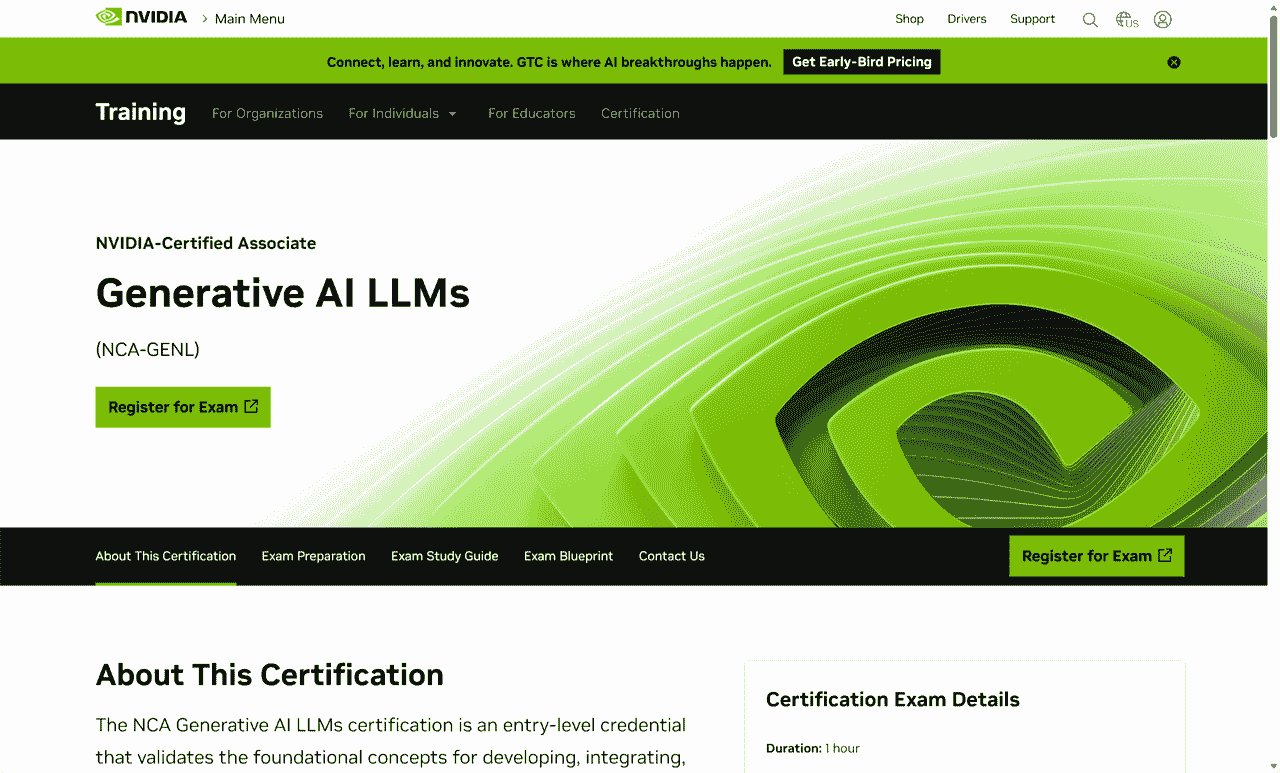 NVIDIA Main Menu Shop Drivers Support US
Connect, learn, and innovate. GTC is where AI breakthroughs happen. Get Early-Bird Pricing
Training For Organizations For Individuals For Educators Certification
NVIDIA-Certified Associate
Generative AI LLMs
(NCA-GENL)
Register for Exam
About This Certification Exam Preparation Exam Study Guide Exam Blueprint Contact Us Register for Exam
About This Certification
The NCA Generative AI LLMs certification is an entry-level credential
that validates the foundational concepts for developing, integrating,
Certification Exam Details
Duration: 1 hour